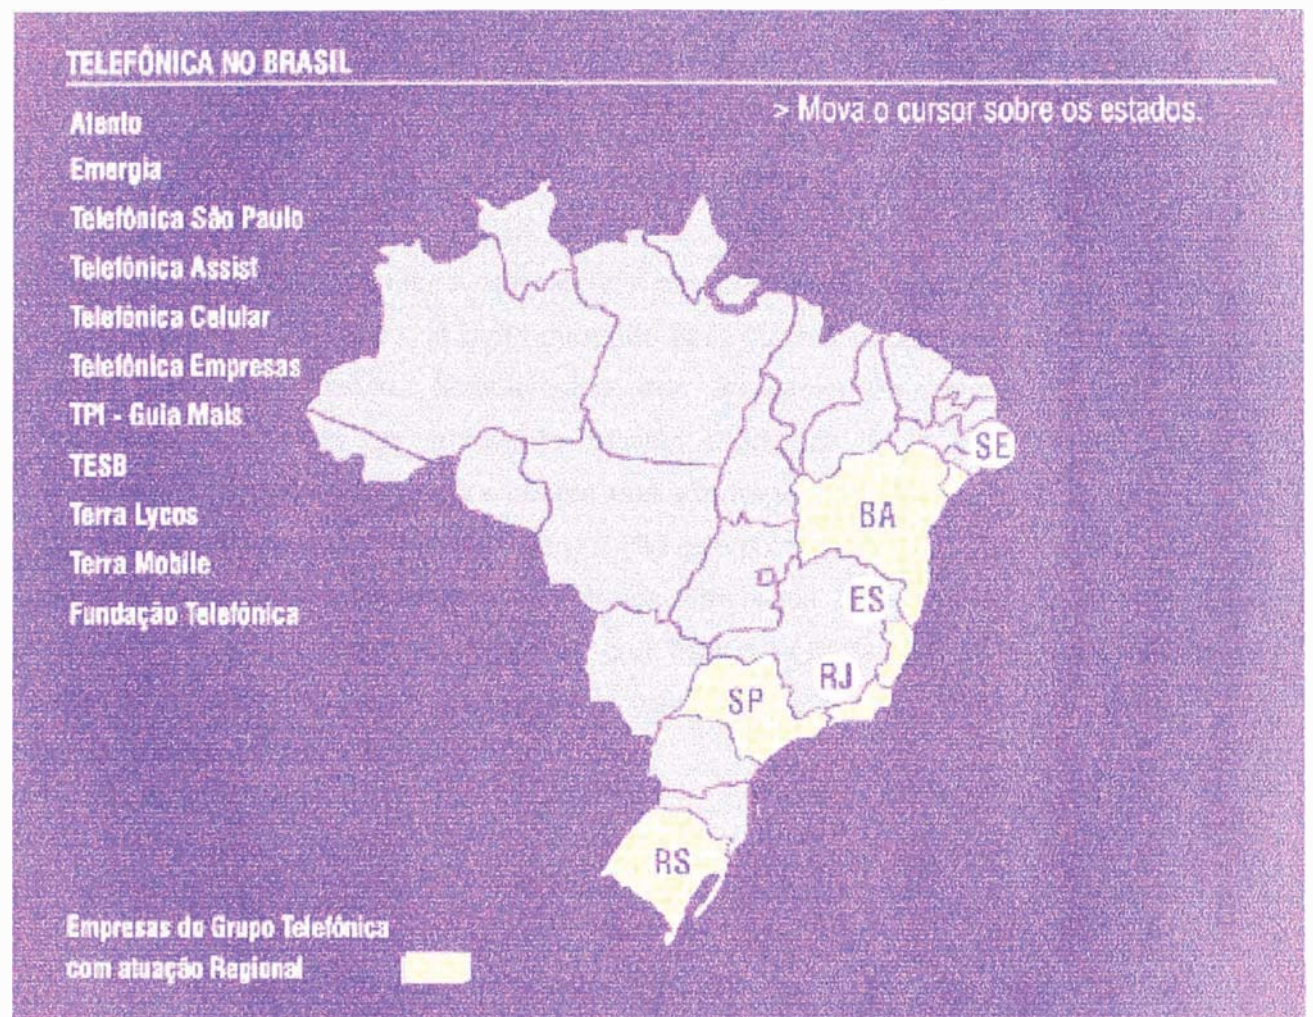 TELEFÔNICA NO BRASIL
> Mova o cursor sobre os estados.
Atento
Emergia
Telefônica São Paulo
Telefônica Assist
Telefônica Celular
Telefônica Empresas
TPI - Guia Mais
TESB
Terra Lycos
Terra Mobile
Fundação Telefônica
SE
BA
ES
RJ
SP
RS
Empresas do Grupo Telefônica
com atuação Regional